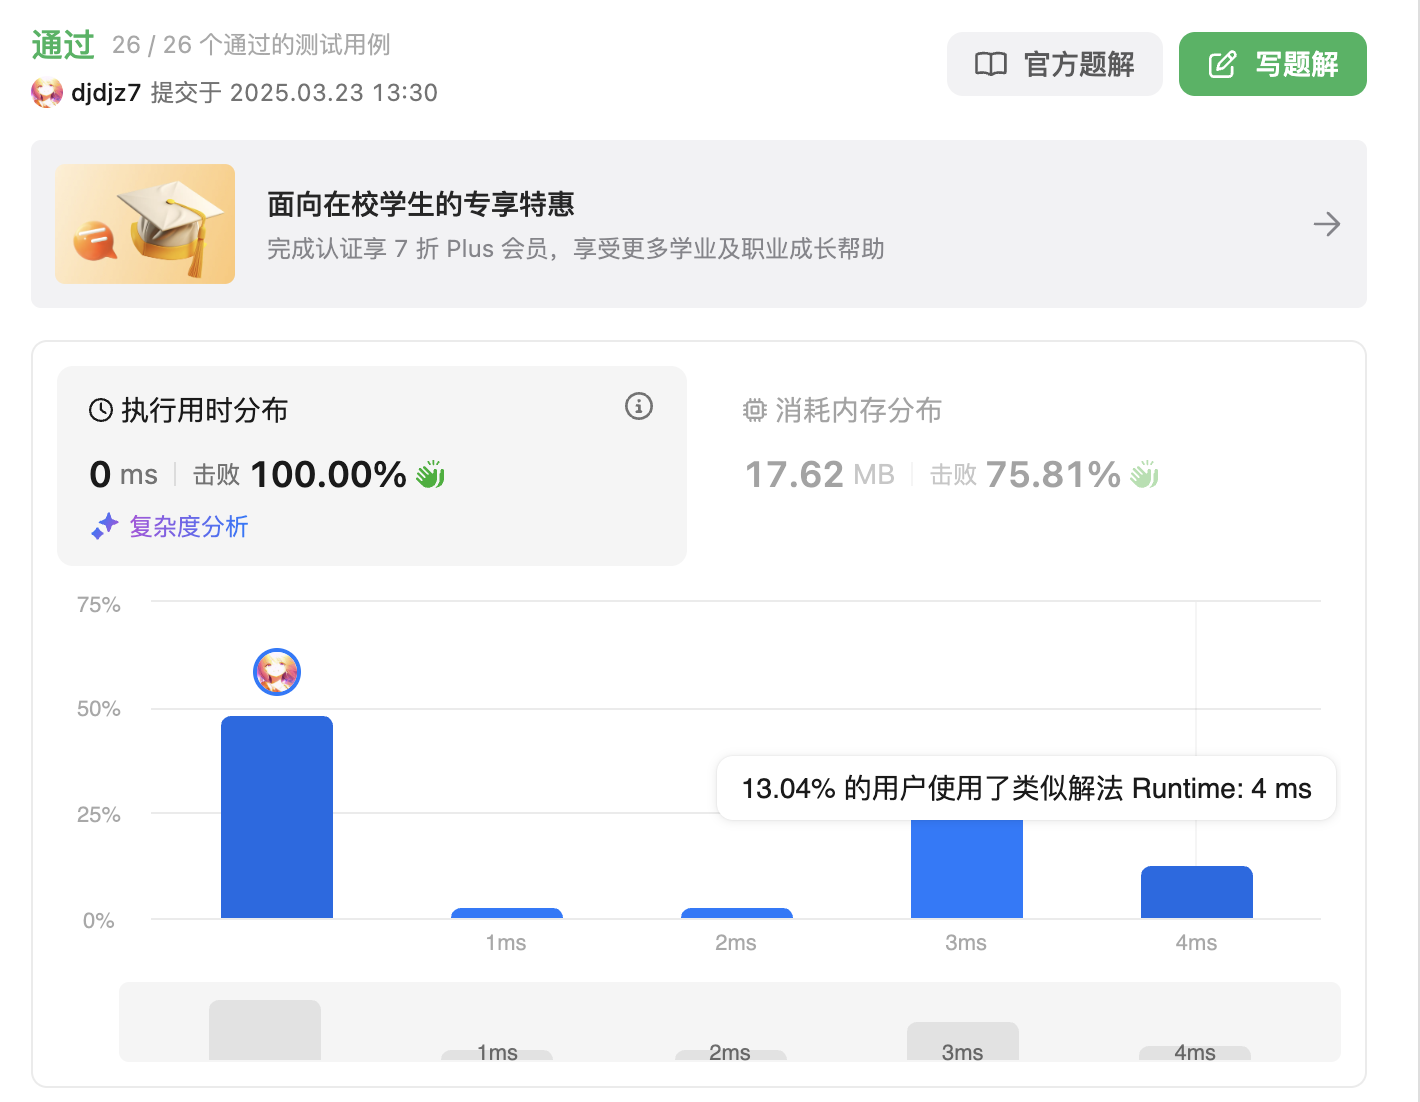 通过 26 / 26 个通过的测试用例
djdjz7 提交于 2025.03.23 13:30
官方题解
写题解
面向在校学生的专享特惠
完成认证享 7 折 Plus 会员，享受更多学业及职业成长帮助
执行用时分布
0 ms 击败 100.00%
复杂度分析
消耗内存分布
17.62 MB 击败 75.81%
75%
50%
25%
0%
13.04% 的用户使用了类似解法 Runtime: 4 ms
1ms 2ms 3ms 4ms
1ms 2ms 3ms 4ms